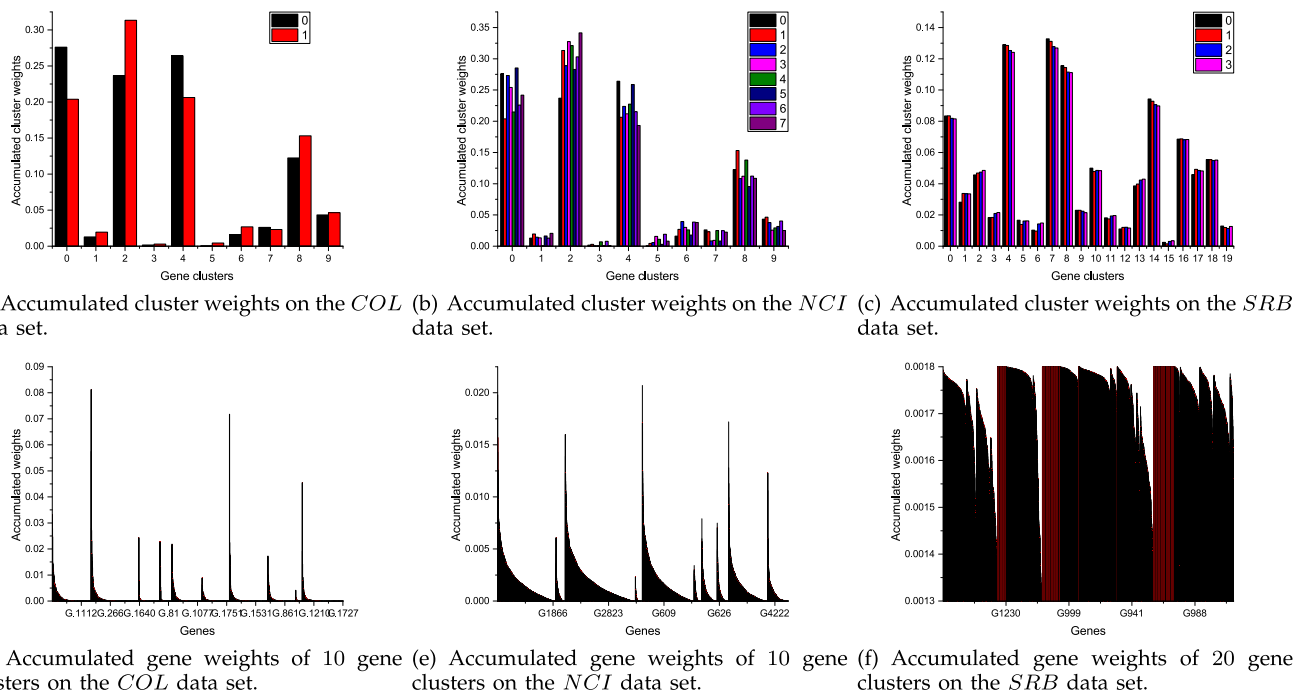 0
1
Accumulated cluster weights
0.30
0.25
0.20
0.15
0.10
0.05
0.00
0 1 2 3 4 5 6 7 8 9
Gene clusters
Accumulated cluster weights on the COL
a set.
0
1
2
3
4
5
6
7
Accumulated cluster weights
0.35
0.30
0.25
0.20
0.15
0.10
0.05
0.00
0 1 2 3 4 5 6 7 8 9
Gene clusters
(b) Accumulated cluster weights on the NCI
data set.
0
1
2
3
Accumulated cluster weights
0.14
0.12
0.10
0.08
0.06
0.04
0.02
0.00
0 1 2 3 4 5 6 7 8 9 10 11 12 13 14 15 16 17 18 19
Gene clusters
(c) Accumulated cluster weights on the SRB
data set.
Accumulated weights
0.09
0.08
0.07
0.06
0.05
0.04
0.03
0.02
0.01
0.00
G.1112 G.266 G.1640 G.81 G.1077 G.1751 G.1531 G.861 G.1210 G.1727
Genes
Accumulated gene weights of 10 gene
sters on the COL data set.
Accumulated weights
0.020
0.015
0.010
0.005
0.000
G1866 G2823 G609 G626 G4222
Genes
(e) Accumulated gene weights of 10 gene
clusters on the NCI data set.
Accumulated weights
0.0018
0.0017
0.0016
0.0015
0.0014
0.0013
G1230 G999 G941 G988
Genes
(f) Accumulated gene weights of 20 gene
clusters on the SRB data set.